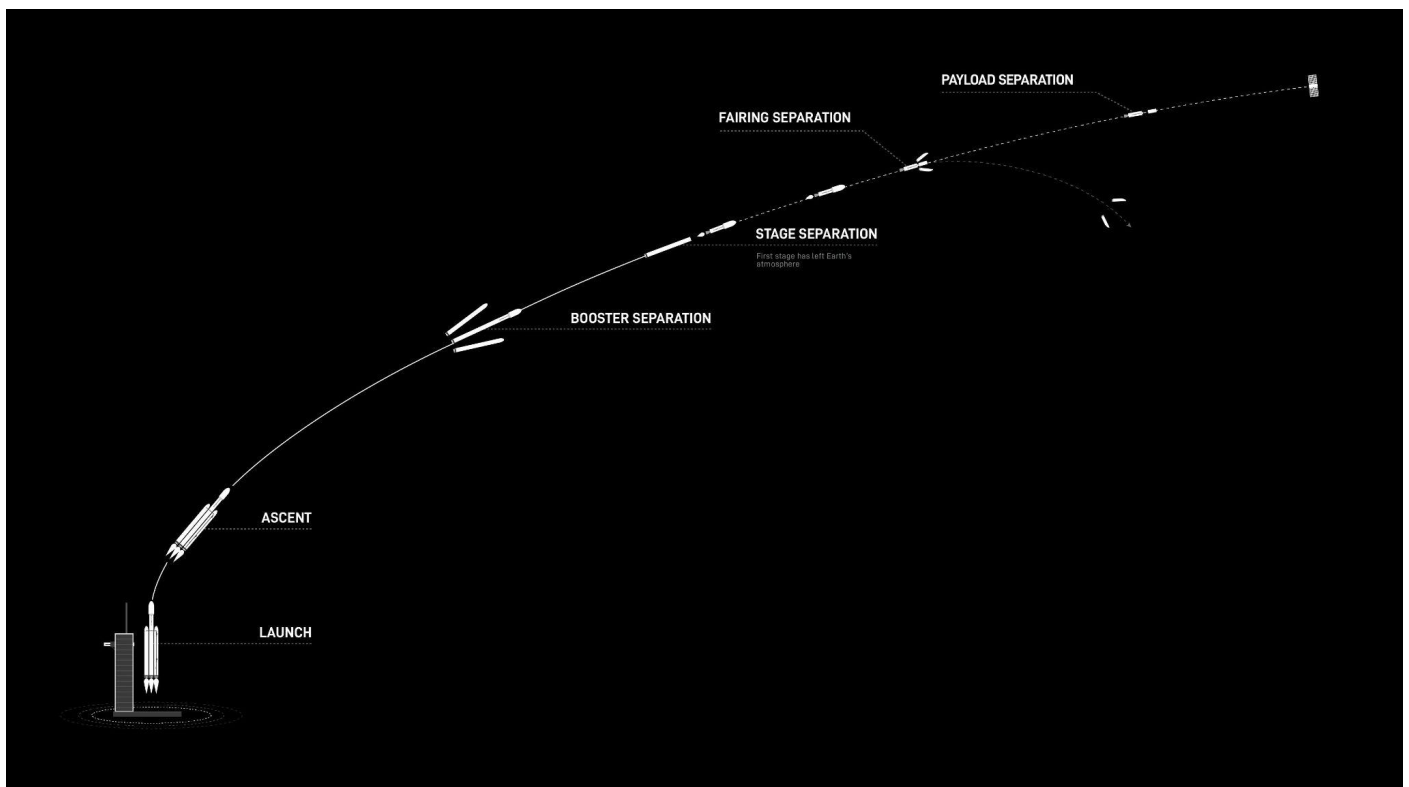 PAYLOAD SEPARATION
FAIRING SEPARATION
STAGE SEPARATION
First stage has left Earth's
atmosphere
BOOSTER SEPARATION
ASCENT
LAUNCH